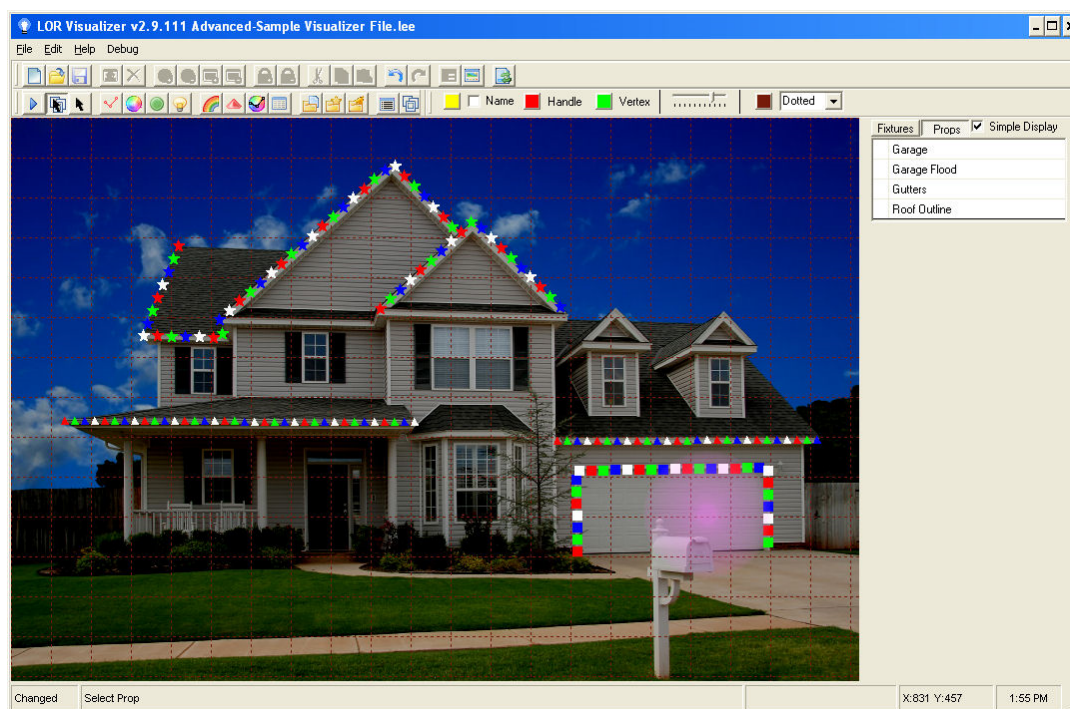 LOR Visualizer v2.9.111 Advanced-Sample Visualizer File.lee
File Edit Help Debug
Name Handle Vertex Dotted
Fixtures Props Simple Display
Garage
Garage Flood
Gutters
Roof Outline
Changed Select Prop X:831 Y:457 1:55 PM